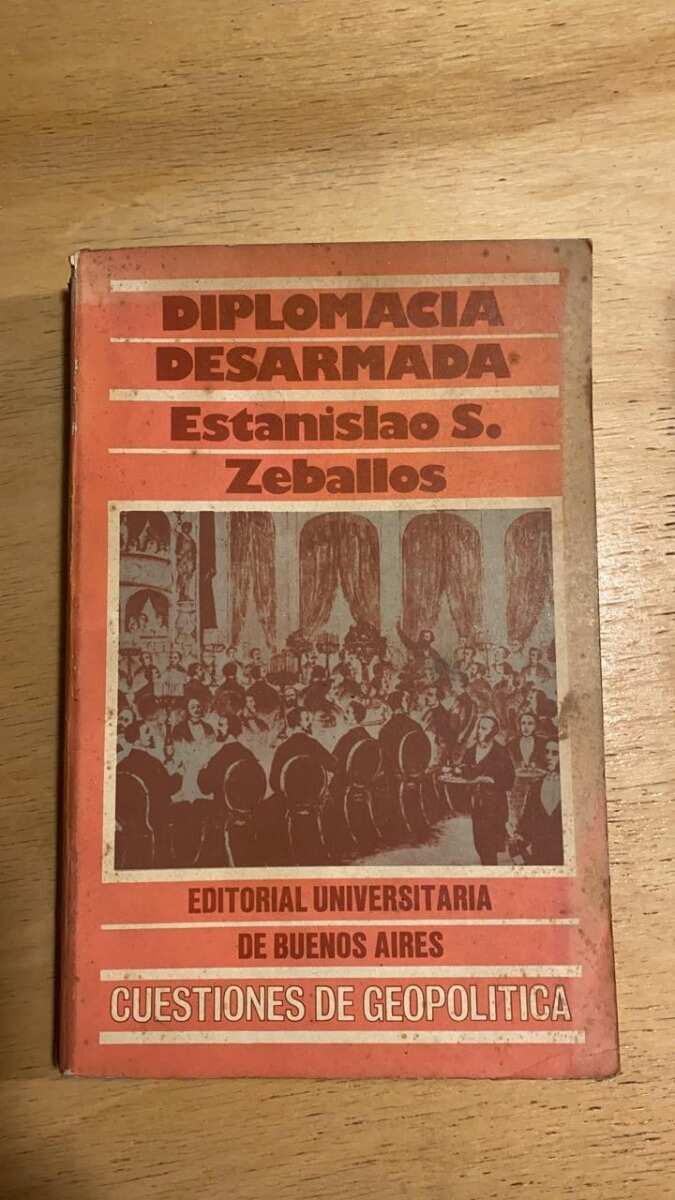 DIPLOMACIA
DESARMADA
Estanislao S.
Zeballos
EDITORIAL UNIVERSITARIA
DE BUENOS AIRES
CUESTIONES DE GEOPOLITICA